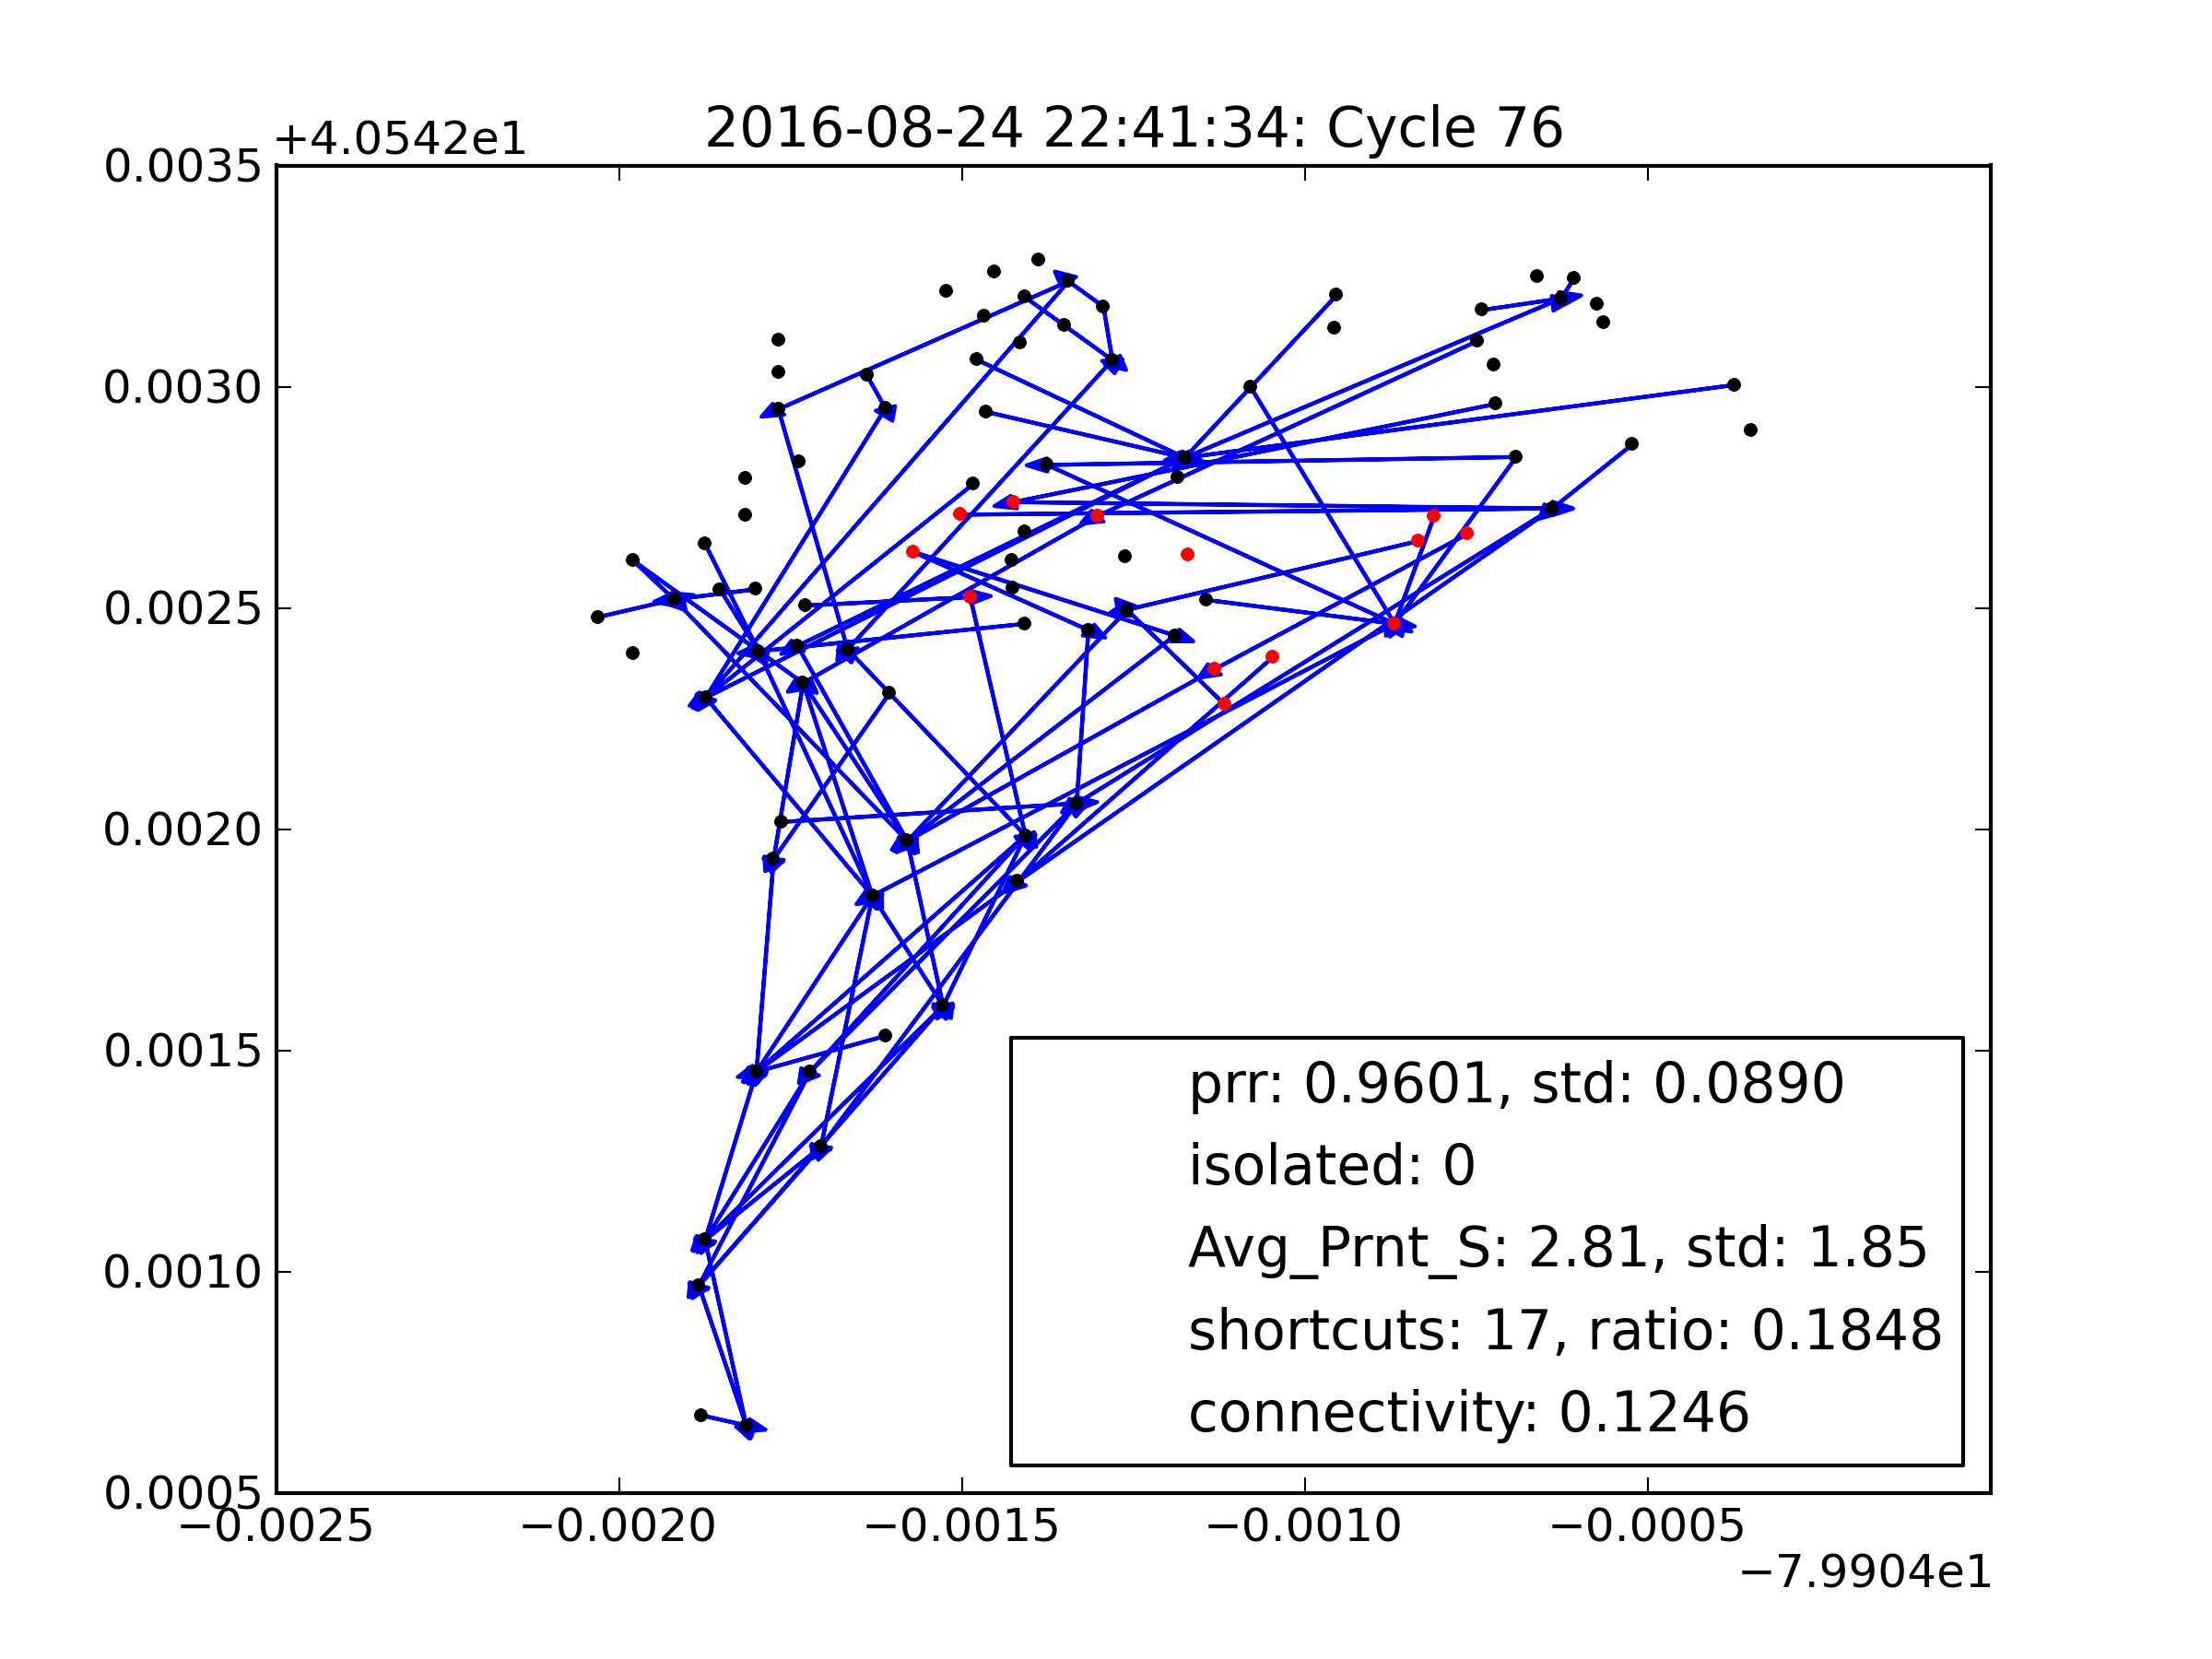 2016-08-24 22:41:34: Cycle 76
+4.0542e1
0.0035
0.0030
0.0025
0.0020
0.0015
0.0010
0.0005
prr: 0.9601, std: 0.0890
isolated: 0
Avg_Prnt_S: 2.81, std: 1.85
shortcuts: 17, ratio: 0.1848
connectivity: 0.1246
−0.0025 −0.0020 −0.0015 −0.0010 −0.0005
−7.9904e1